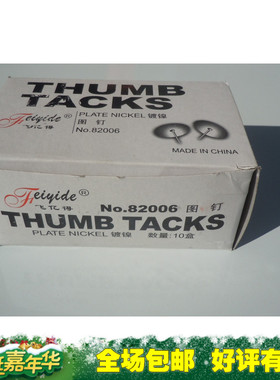 THUMB
TACKS
Feiyide®
PLATE NICKEL 镀镍
No.82006 图 钉
MADE IN CHINA
Feiyide®
飞亿得
No.82006 图 钉
THUMB TACKS
PLATE NICKEL 镀镍 数量:10盒
嘉年华
全场包邮 好评有